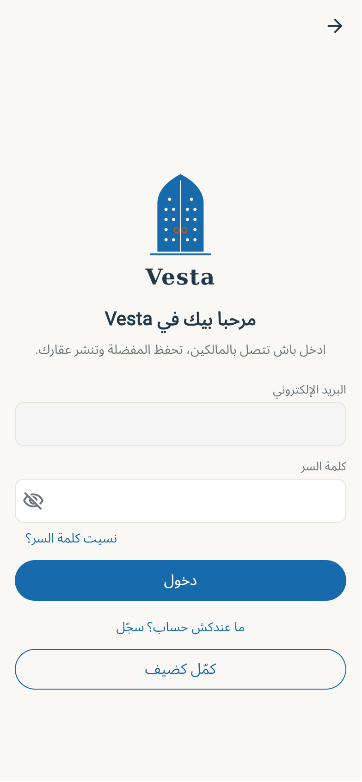 Vesta
مرحبا بيك في Vesta
ادخل باش تتصل بالمالكين، تحفظ المفضلة وتنشر عقارك.
البريد الإلكتروني
كلمة السر
نسيت كلمة السر؟
دخول
ما عندكش حساب؟ سجّل
كمّل كضيف